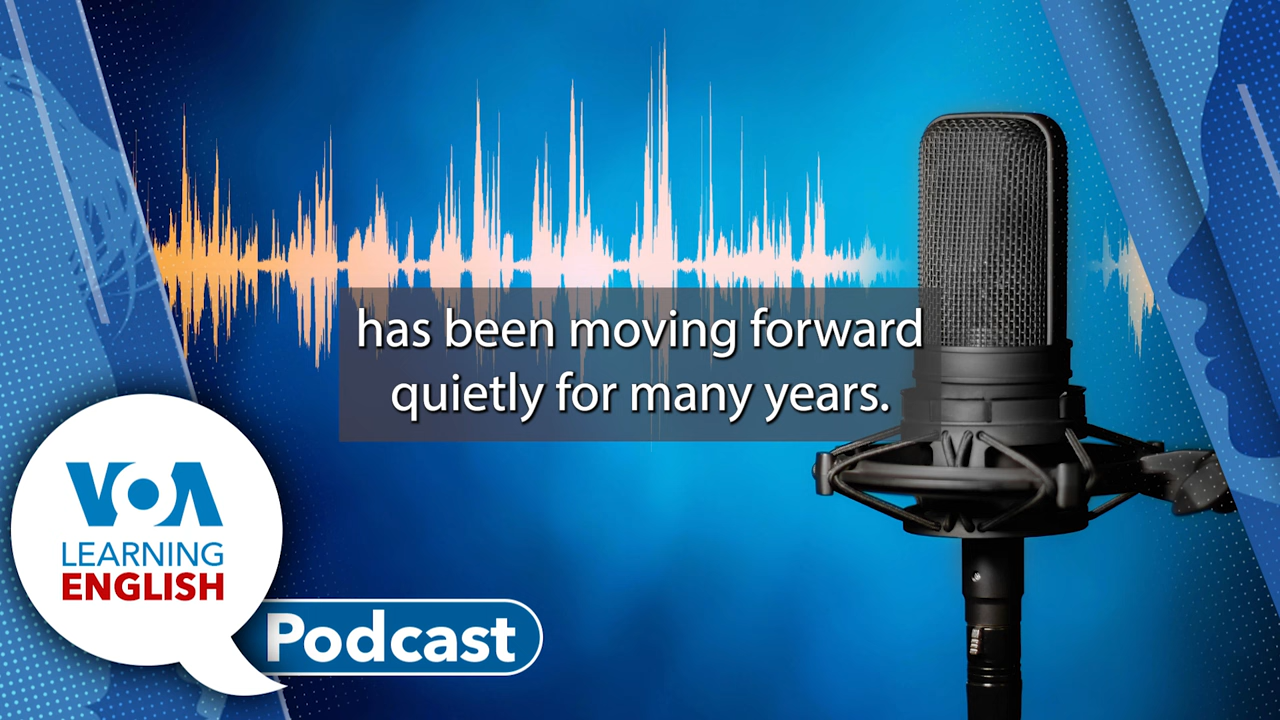 has been moving forward
quietly for many years.
VOA
LEARNING
ENGLISH
Podcast